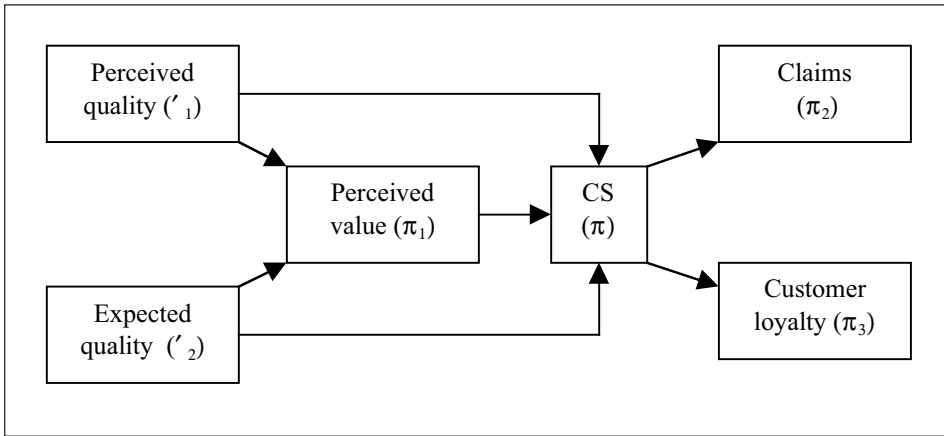 Perceived
quality (′ ₁)
Claims
(π₂)
Perceived
value (π₁)
CS
(π)
Expected
quality (′ ₂)
Customer
loyalty (π₃)